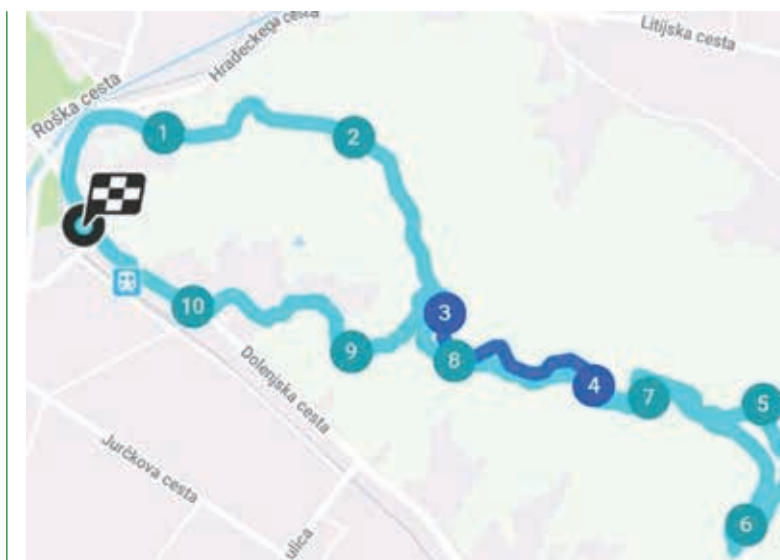 Litijska cesta
Hradeckega cesta
Roška cesta
1
2
3
10
9
8
4
7
5
6
Dolenjska cesta
Jurčkova cesta
ulica